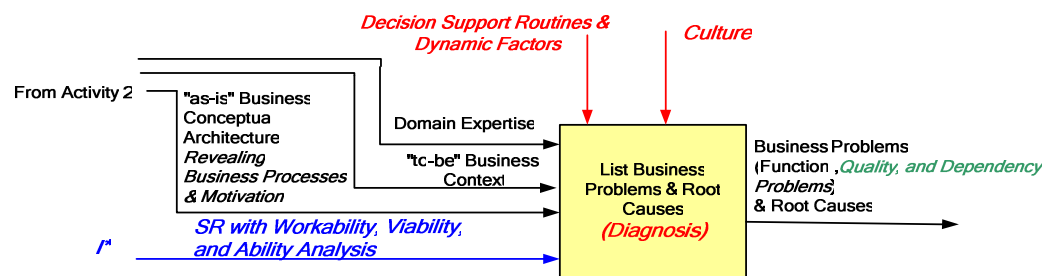 Decision Support Routines &
Dynamic Factors
Culture
From Activity 2
"as-is" Business
Conceptua
Architecture
Revealing
Business Processes
& Motivation
Domain Expertise
"to-be" Business
Context
SR with Workability, Viability,
and Ability Analysis
i*
List Business
Problems & Root
Causes
(Diagnosis)
Business Problems
(Function , Quality, and Dependency
Problems)
& Root Causes